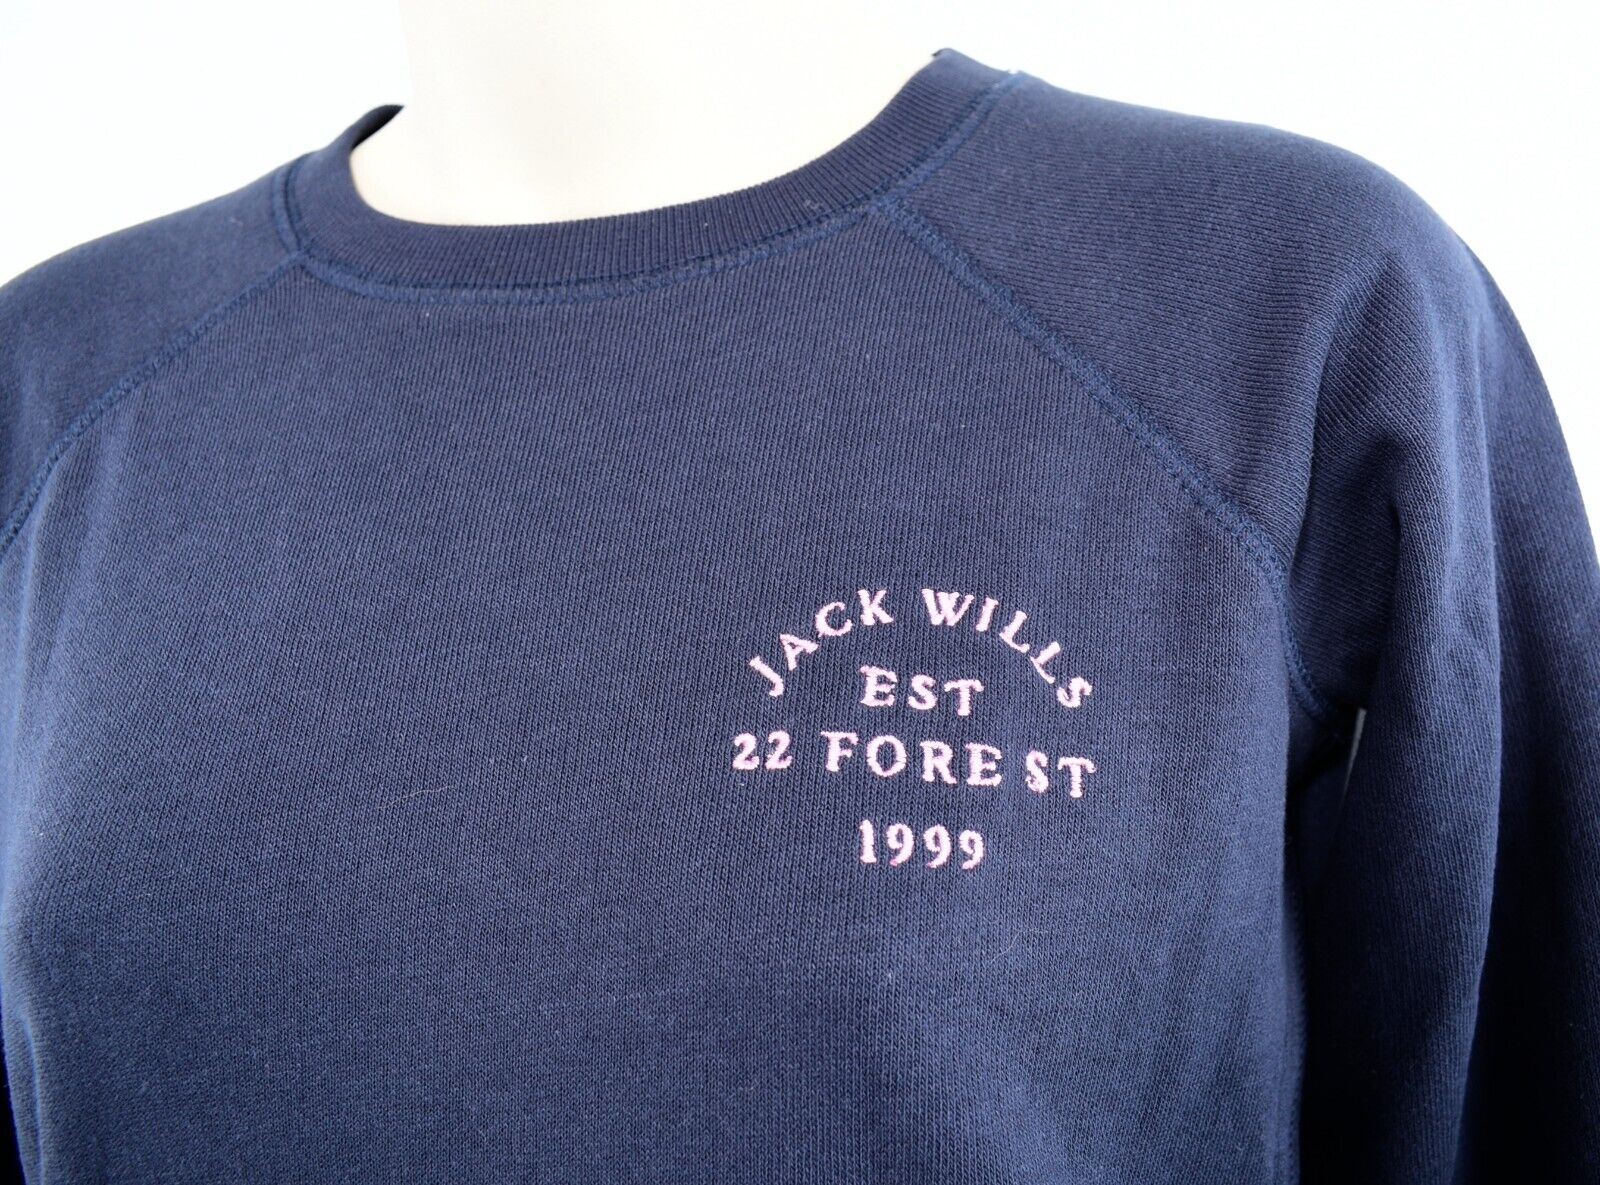 JACK WILLS
EST
22 FORE ST
1999